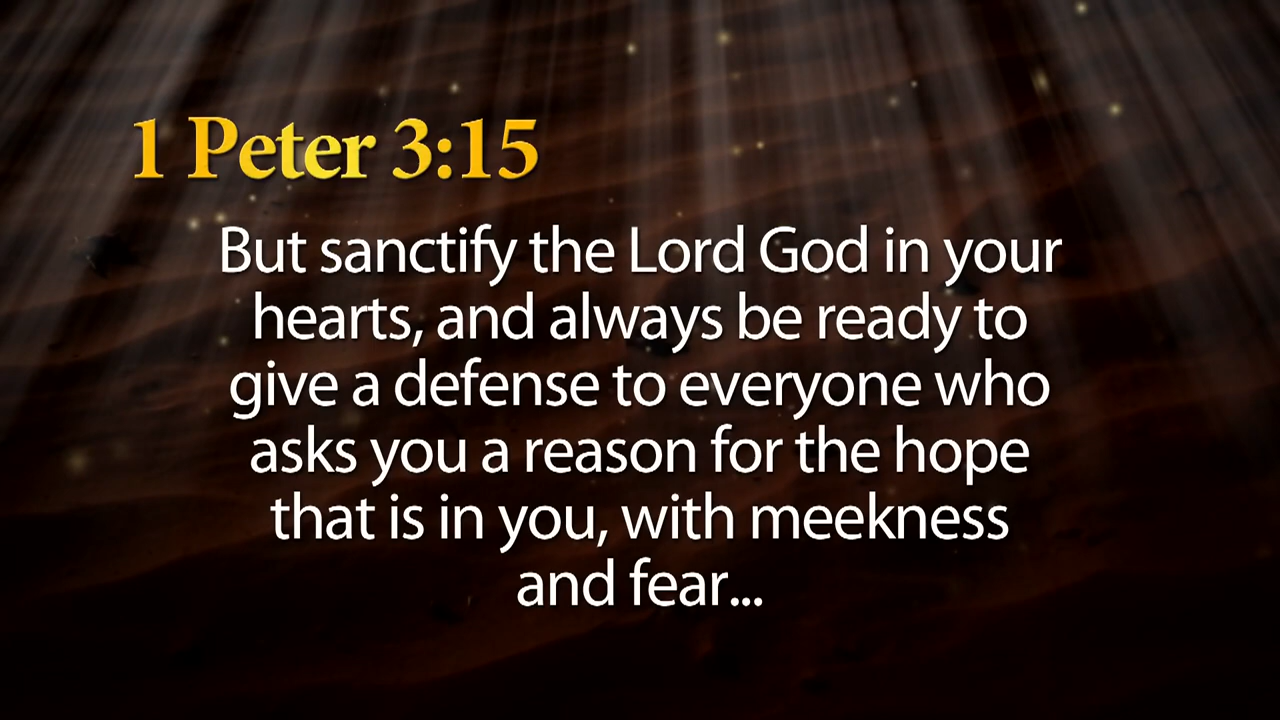 1 Peter 3:15
But sanctify the Lord God in your
hearts, and always be ready to
give a defense to everyone who
asks you a reason for the hope
that is in you, with meekness
and fear...